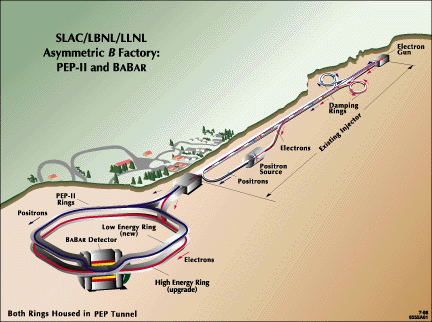 SLAC/LBNL/LLNL
Asymmetric B Factory:
PEP-II and BABAR
Electron
Gun
Damping
Rings
Existing Injector
Electrons
Positron
Source
Positrons
PEP-II
Rings
Positrons
Low Energy Ring
(new)
BABAR Detector
Electrons
High Energy Ring
(upgrade)
Both Rings Housed in PEP Tunnel